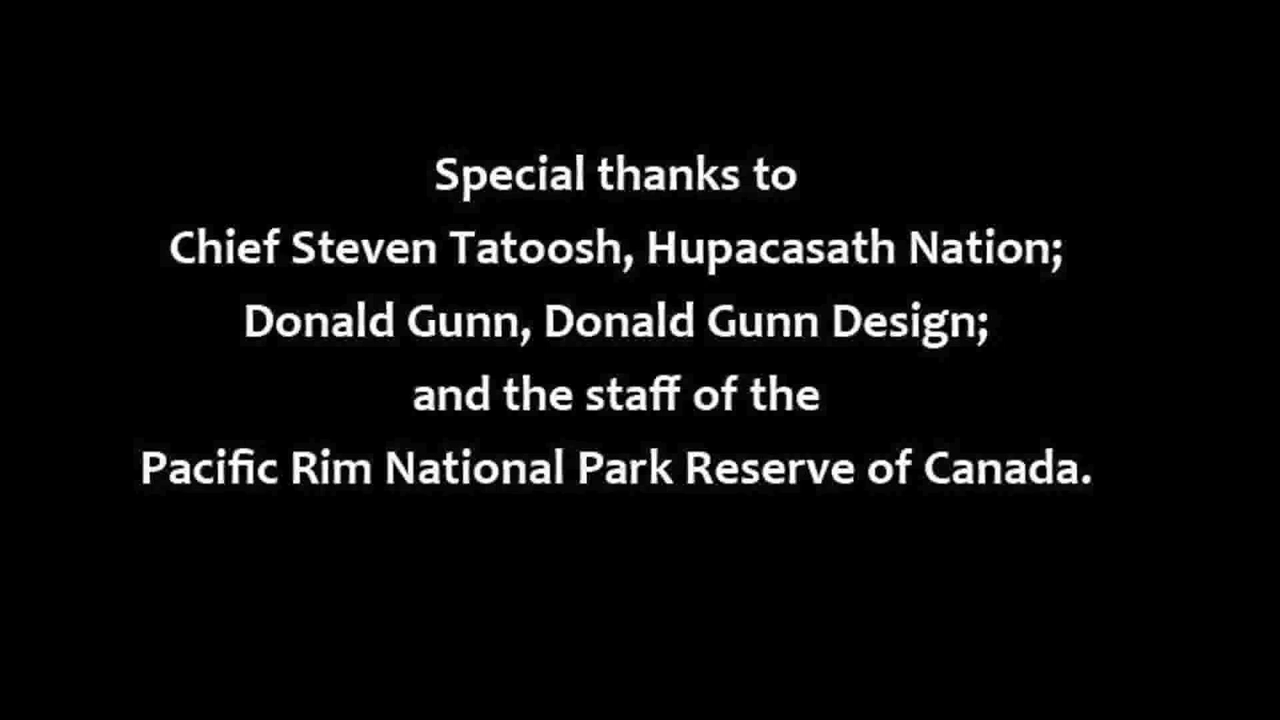 Special thanks to
Chief Steven Tatoosh, Hupacasath Nation;
Donald Gunn, Donald Gunn Design;
and the staff of the
Pacific Rim National Park Reserve of Canada.